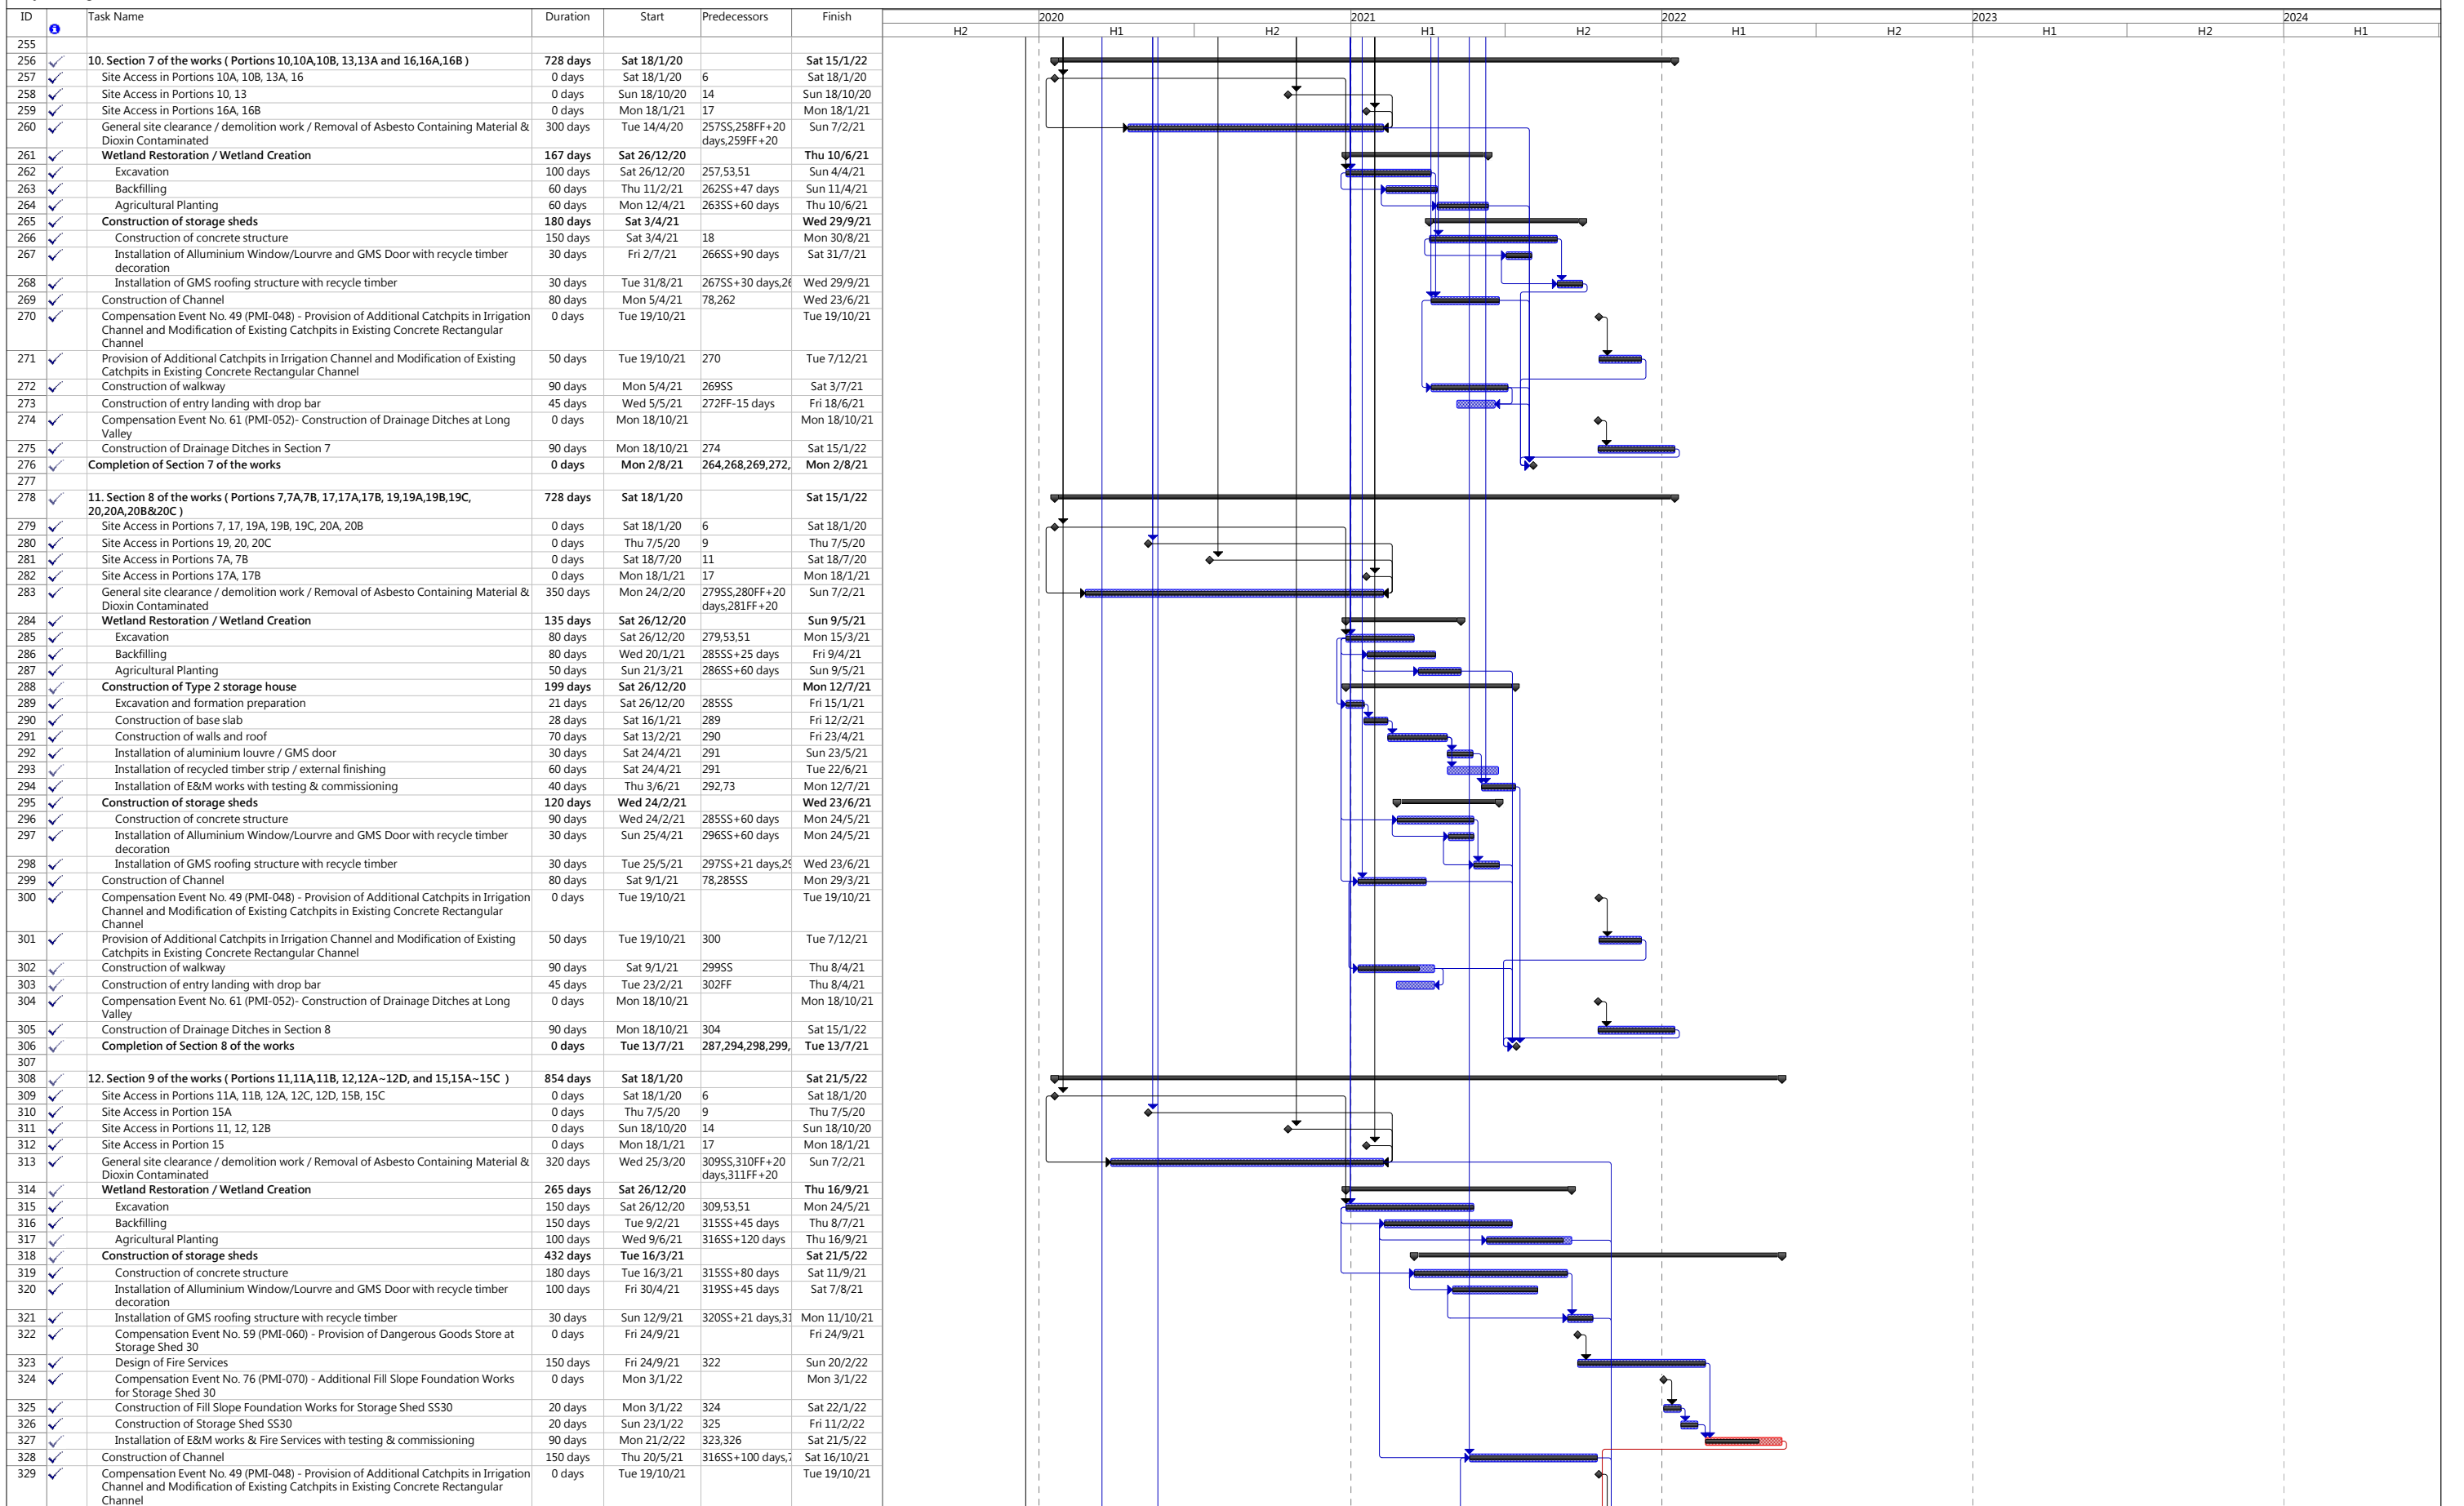 ID Task Name Duration Start Predecessors Finish 2020 2021 2022 2023 2024
H2 H1 H2 H1 H2 H1 H2 H1 H2 H1
255
256 10. Section 7 of the works ( Portions 10,10A,10B, 13,13A and 16,16A,16B ) 728 days Sat 18/1/20 Sat 15/1/22
257 Site Access in Portions 10A, 10B, 13A, 16 0 days Sat 18/1/20 6 Sat 18/1/20
258 Site Access in Portions 10, 13 0 days Sun 18/10/20 14 Sun 18/10/20
259 Site Access in Portions 16A, 16B 0 days Mon 18/1/21 17 Mon 18/1/21
260 General site clearance / demolition work / Removal of Asbesto Containing Material & 300 days Tue 14/4/20 257SS,258FF+20 Sun 7/2/21
Dioxin Contaminated days,259FF+20
261 Wetland Restoration / Wetland Creation 167 days Sat 26/12/20 Thu 10/6/21
262 Excavation 100 days Sat 26/12/20 257,53,51 Sun 4/4/21
263 Backfilling 60 days Thu 11/2/21 262SS+47 days Sun 11/4/21
264 Agricultural Planting 60 days Mon 12/4/21 263SS+60 days Thu 10/6/21
265 Construction of storage sheds 180 days Sat 3/4/21 Wed 29/9/21
266 Construction of concrete structure 150 days Sat 3/4/21 18 Mon 30/8/21
267 Installation of Alluminium Window/Lourvre and GMS Door with recycle timber 30 days Fri 2/7/21 266SS+90 days Sat 31/7/21
decoration
268 Installation of GMS roofing structure with recycle timber 30 days Tue 31/8/21 267SS+30 days,26 Wed 29/9/21
269 Construction of Channel 80 days Mon 5/4/21 78,262 Wed 23/6/21
270 Compensation Event No. 49 (PMI-048) - Provision of Additional Catchpits in Irrigation 0 days Tue 19/10/21 Tue 19/10/21
Channel and Modification of Existing Catchpits in Existing Concrete Rectangular
Channel
271 Provision of Additional Catchpits in Irrigation Channel and Modification of Existing 50 days Tue 19/10/21 270 Tue 7/12/21
Catchpits in Existing Concrete Rectangular Channel
272 Construction of walkway 90 days Mon 5/4/21 269SS Sat 3/7/21
273 Construction of entry landing with drop bar 45 days Wed 5/5/21 272FF-15 days Fri 18/6/21
274 Compensation Event No. 61 (PMI-052)- Construction of Drainage Ditches at Long 0 days Mon 18/10/21 Mon 18/10/21
Valley
275 Construction of Drainage Ditches in Section 7 90 days Mon 18/10/21 274 Sat 15/1/22
276 Completion of Section 7 of the works 0 days Mon 2/8/21 264,268,269,272, Mon 2/8/21
277
278 11. Section 8 of the works ( Portions 7,7A,7B, 17,17A,17B, 19,19A,19B,19C, 728 days Sat 18/1/20 Sat 15/1/22
20,20A,20B&20C )
279 Site Access in Portions 7, 17, 19A, 19B, 19C, 20A, 20B 0 days Sat 18/1/20 6 Sat 18/1/20
280 Site Access in Portions 19, 20, 20C 0 days Thu 7/5/20 9 Thu 7/5/20
281 Site Access in Portions 7A, 7B 0 days Sat 18/7/20 11 Sat 18/7/20
282 Site Access in Portions 17A, 17B 0 days Mon 18/1/21 17 Mon 18/1/21
283 General site clearance / demolition work / Removal of Asbesto Containing Material & 350 days Mon 24/2/20 279SS,280FF+20 Sun 7/2/21
Dioxin Contaminated days,281FF+20
284 Wetland Restoration / Wetland Creation 135 days Sat 26/12/20 Sun 9/5/21
285 Excavation 80 days Sat 26/12/20 279,53,51 Mon 15/3/21
286 Backfilling 80 days Wed 20/1/21 285SS+25 days Fri 9/4/21
287 Agricultural Planting 50 days Sun 21/3/21 286SS+60 days Sun 9/5/21
288 Construction of Type 2 storage house 199 days Sat 26/12/20 Mon 12/7/21
289 Excavation and formation preparation 21 days Sat 26/12/20 285SS Fri 15/1/21
290 Construction of base slab 28 days Sat 16/1/21 289 Fri 12/2/21
291 Construction of walls and roof 70 days Sat 13/2/21 290 Fri 23/4/21
292 Installation of aluminium louvre / GMS door 30 days Sat 24/4/21 291 Sun 23/5/21
293 Installation of recycled timber strip / external finishing 60 days Sat 24/4/21 291 Tue 22/6/21
294 Installation of E&M works with testing & commissioning 40 days Thu 3/6/21 292,73 Mon 12/7/21
295 Construction of storage sheds 120 days Wed 24/2/21 Wed 23/6/21
296 Construction of concrete structure 90 days Wed 24/2/21 285SS+60 days Mon 24/5/21
297 Installation of Alluminium Window/Lourvre and GMS Door with recycle timber 30 days Sun 25/4/21 296SS+60 days Mon 24/5/21
decoration
298 Installation of GMS roofing structure with recycle timber 30 days Tue 25/5/21 297SS+21 days,29 Wed 23/6/21
299 Construction of Channel 80 days Sat 9/1/21 78,285SS Mon 29/3/21
300 Compensation Event No. 49 (PMI-048) - Provision of Additional Catchpits in Irrigation 0 days Tue 19/10/21 Tue 19/10/21
Channel and Modification of Existing Catchpits in Existing Concrete Rectangular
Channel
301 Provision of Additional Catchpits in Irrigation Channel and Modification of Existing 50 days Tue 19/10/21 300 Tue 7/12/21
Catchpits in Existing Concrete Rectangular Channel
302 Construction of walkway 90 days Sat 9/1/21 299SS Thu 8/4/21
303 Construction of entry landing with drop bar 45 days Tue 23/2/21 302FF Thu 8/4/21
304 Compensation Event No. 61 (PMI-052)- Construction of Drainage Ditches at Long 0 days Mon 18/10/21 Mon 18/10/21
Valley
305 Construction of Drainage Ditches in Section 8 90 days Mon 18/10/21 304 Sat 15/1/22
306 Completion of Section 8 of the works 0 days Tue 13/7/21 287,294,298,299, Tue 13/7/21
307
308 12. Section 9 of the works ( Portions 11,11A,11B, 12,12A~12D, and 15,15A~15C ) 854 days Sat 18/1/20 Sat 21/5/22
309 Site Access in Portions 11A, 11B, 12A, 12C, 12D, 15B, 15C 0 days Sat 18/1/20 6 Sat 18/1/20
310 Site Access in Portion 15A 0 days Thu 7/5/20 9 Thu 7/5/20
311 Site Access in Portions 11, 12, 12B 0 days Sun 18/10/20 14 Sun 18/10/20
312 Site Access in Portion 15 0 days Mon 18/1/21 17 Mon 18/1/21
313 General site clearance / demolition work / Removal of Asbesto Containing Material & 320 days Wed 25/3/20 309SS,310FF+20 Sun 7/2/21
Dioxin Contaminated days,311FF+20
314 Wetland Restoration / Wetland Creation 265 days Sat 26/12/20 Thu 16/9/21
315 Excavation 150 days Sat 26/12/20 309,53,51 Mon 24/5/21
316 Backfilling 150 days Tue 9/2/21 315SS+45 days Thu 8/7/21
317 Agricultural Planting 100 days Wed 9/6/21 316SS+120 days Thu 16/9/21
318 Construction of storage sheds 432 days Tue 16/3/21 Sat 21/5/22
319 Construction of concrete structure 180 days Tue 16/3/21 315SS+80 days Sat 11/9/21
320 Installation of Alluminium Window/Lourvre and GMS Door with recycle timber 100 days Fri 30/4/21 319SS+45 days Sat 7/8/21
decoration
321 Installation of GMS roofing structure with recycle timber 30 days Sun 12/9/21 320SS+21 days,31 Mon 11/10/21
322 Compensation Event No. 59 (PMI-060) - Provision of Dangerous Goods Store at 0 days Fri 24/9/21 Fri 24/9/21
Storage Shed 30
323 Design of Fire Services 150 days Fri 24/9/21 322 Sun 20/2/22
324 Compensation Event No. 76 (PMI-070) - Additional Fill Slope Foundation Works 0 days Mon 3/1/22 Mon 3/1/22
for Storage Shed 30
325 Construction of Fill Slope Foundation Works for Storage Shed SS30 20 days Mon 3/1/22 324 Sat 22/1/22
326 Construction of Storage Shed SS30 20 days Sun 23/1/22 325 Fri 11/2/22
327 Installation of E&M works & Fire Services with testing & commissioning 90 days Mon 21/2/22 323,326 Sat 21/5/22
328 Construction of Channel 150 days Thu 20/5/21 316SS+100 days,7 Sat 16/10/21
329 Compensation Event No. 49 (PMI-048) - Provision of Additional Catchpits in Irrigation 0 days Tue 19/10/21 Tue 19/10/21
Channel and Modification of Existing Catchpits in Existing Concrete Rectangular
Channel